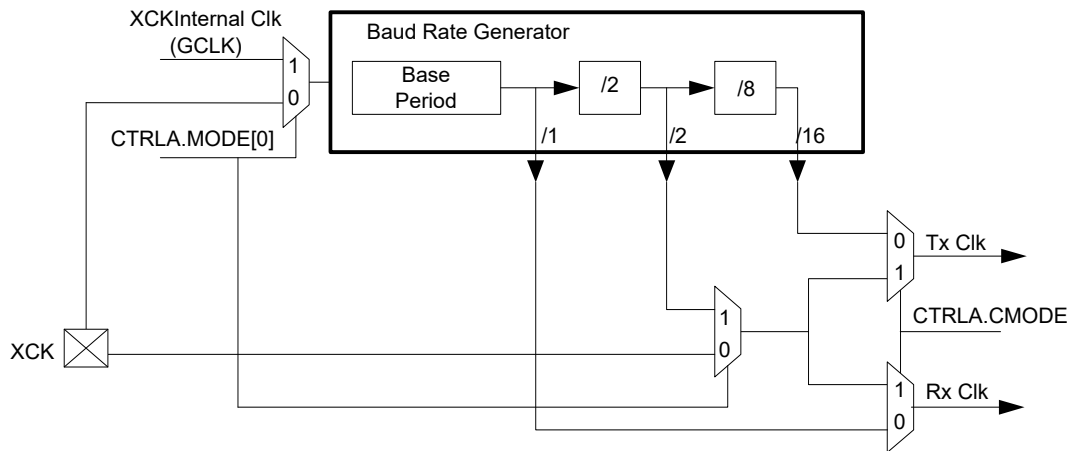 XCKInternal Clk
(GCLK)
Baud Rate Generator
1
0
Base
Period
/2
/8
CTRLA.MODE[0]
/1
/2
/16
0
1
Tx Clk
CTRLA.CMODE
XCK
1
0
1
0
Rx Clk